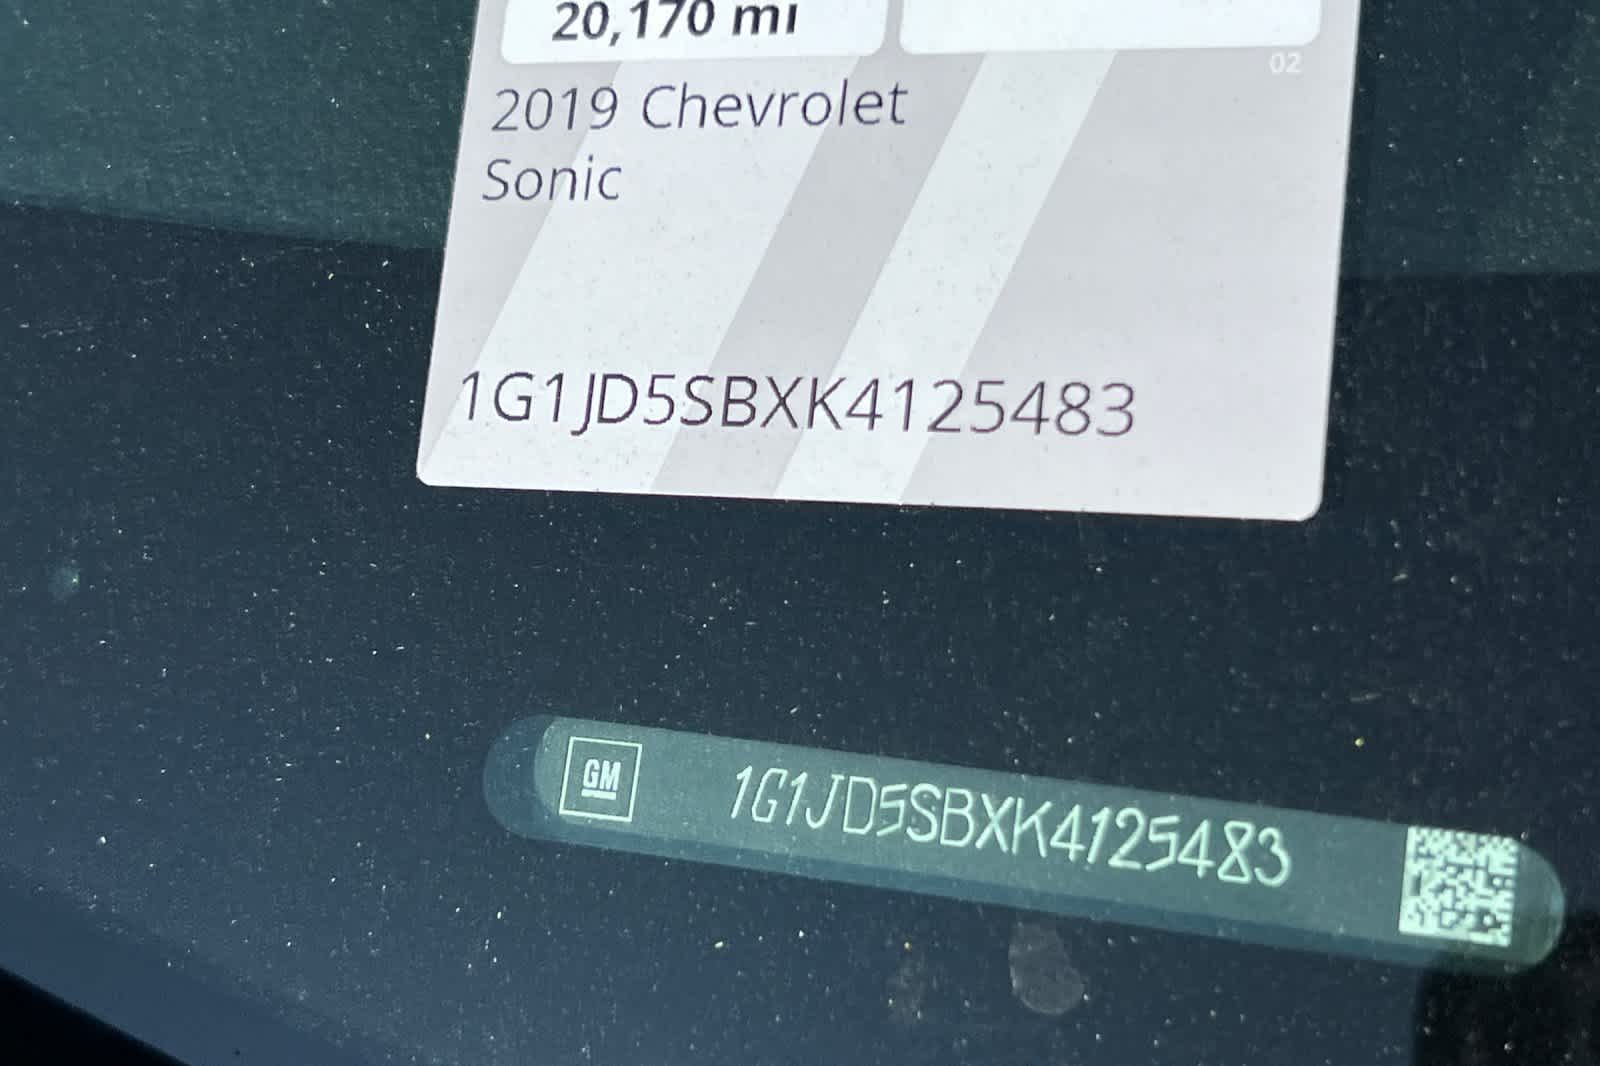 20,170 mi
02
2019 Chevrolet
Sonic
1G1JD5SBXK4125483
GM
1G1JD5SBXK4125483